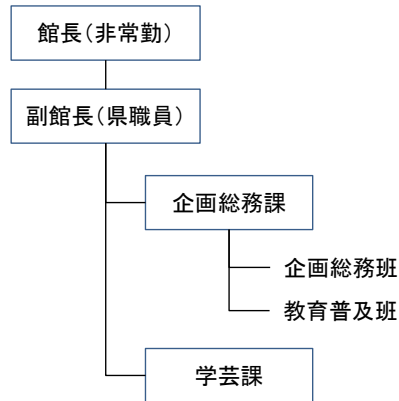 館長（非常勤）
副館長（県職員）
企画総務課
企画総務班
教育普及班
学芸課